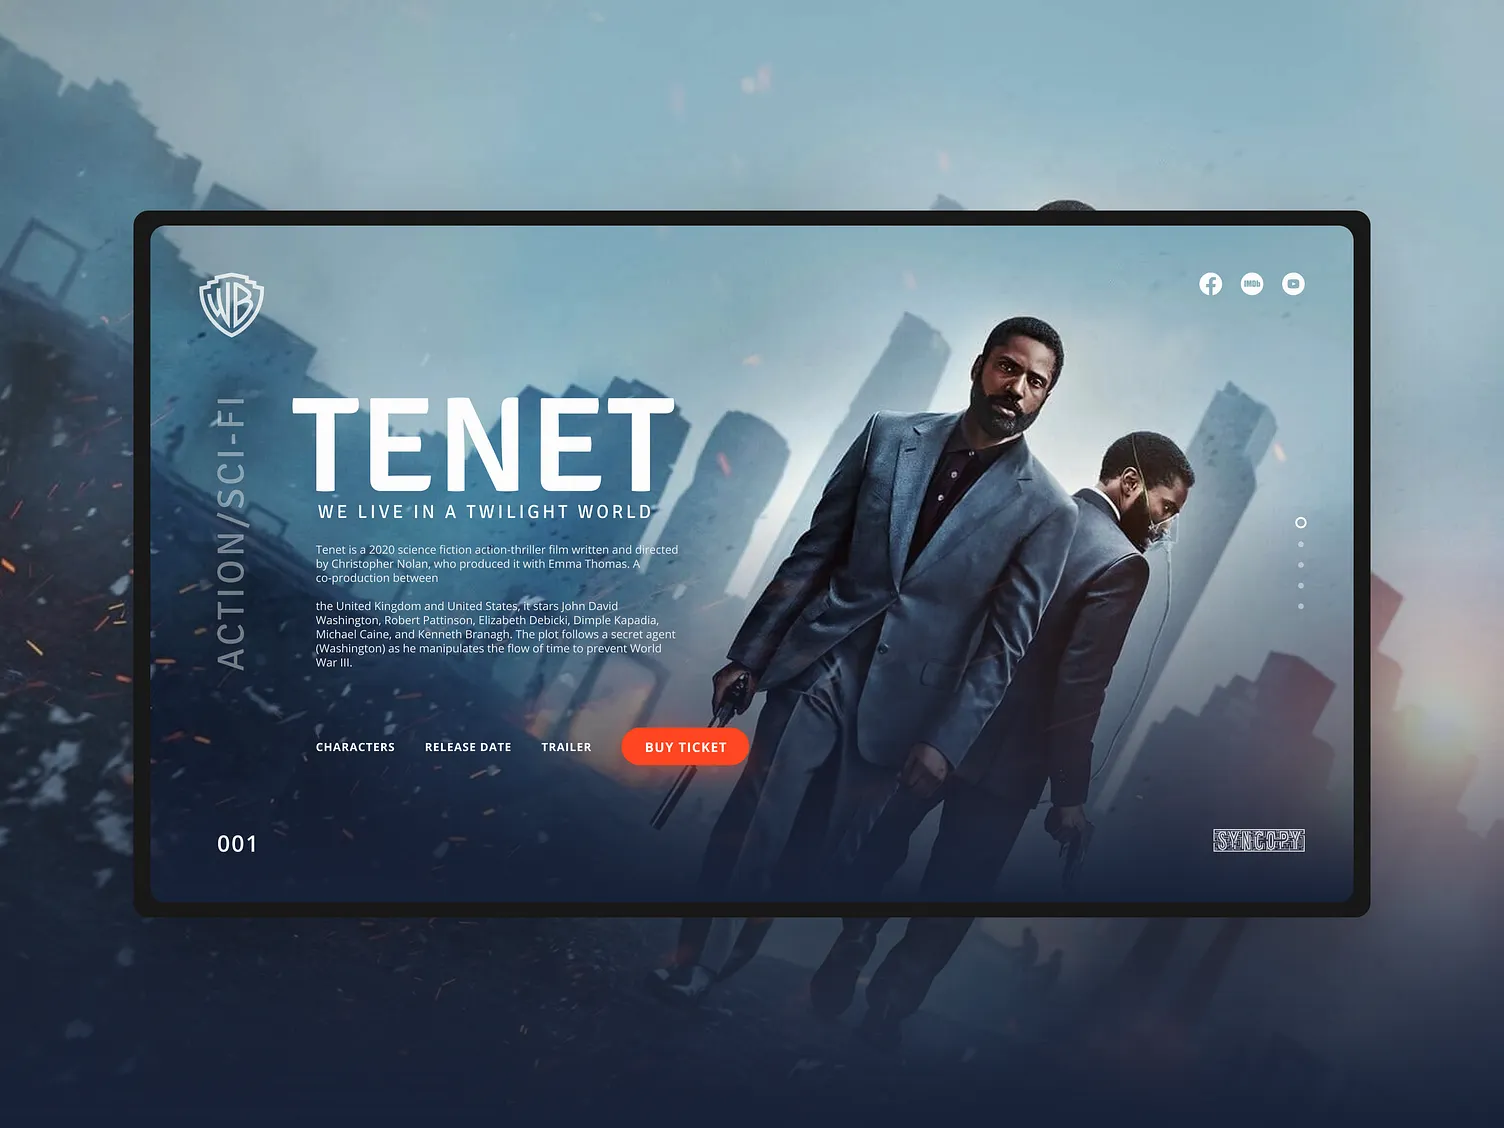 WB
IMDb
ACTION/SCI-FI
TENET
WE LIVE IN A TWILIGHT WORLD
Tenet is a 2020 science fiction action-thriller film written and directed
by Christopher Nolan, who produced it with Emma Thomas. A
co-production between
the United Kingdom and United States, it stars John David
Washington, Robert Pattinson, Elizabeth Debicki, Dimple Kapadia,
Michael Caine, and Kenneth Branagh. The plot follows a secret agent
(Washington) as he manipulates the flow of time to prevent World
War III.
CHARACTERS RELEASE DATE TRAILER BUY TICKET
001
SYNCOPY